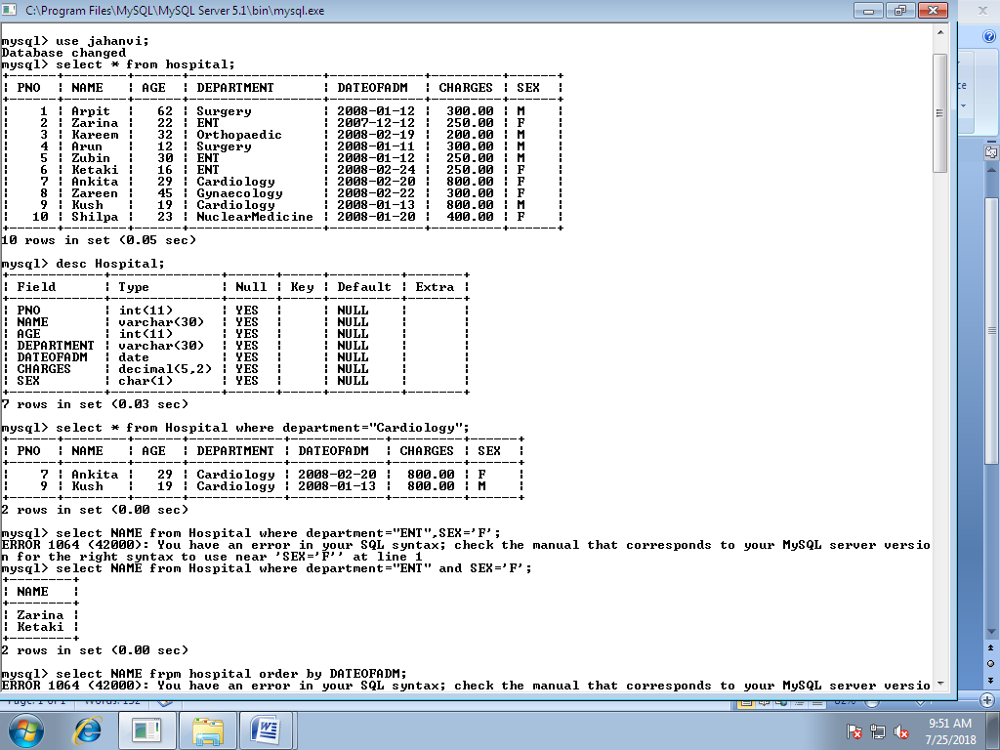 C:\Program Files\MySQL\MySQL Server 5.1\bin\mysql.exe
mysql> use jahanvi;
Database changed
mysql> select * from hospital;
| PNO | NAME | AGE | DEPARTMENT | DATEOFADM | CHARGES | SEX |
| 1 | Arpit | 62 | Surgery | 2008-01-12 | 300.00 | M |
| 2 | Zarina | 22 | ENT | 2007-12-12 | 250.00 | F |
| 3 | Kareem | 32 | Orthopaedic | 2008-02-19 | 200.00 | M |
| 4 | Arun | 12 | Surgery | 2008-01-11 | 300.00 | M |
| 5 | Zubin | 30 | ENT | 2008-01-12 | 250.00 | M |
| 6 | Ketaki | 16 | ENT | 2008-02-24 | 250.00 | F |
| 7 | Ankita | 29 | Cardiology | 2008-02-20 | 800.00 | F |
| 8 | Zareen | 45 | Gynaecology | 2008-02-22 | 300.00 | F |
| 9 | Kush | 19 | Cardiology | 2008-01-13 | 800.00 | M |
| 10 | Shilpa | 23 | NuclearMedicine | 2008-01-20 | 400.00 | F |
10 rows in set (0.05 sec)
mysql> desc Hospital;
| Field | Type | Null | Key | Default | Extra |
| PNO | int(11) | YES | | NULL | |
| NAME | varchar(30) | YES | | NULL | |
| AGE | int(11) | YES | | NULL | |
| DEPARTMENT | varchar(30) | YES | | NULL | |
| DATEOFADM | date | YES | | NULL | |
| CHARGES | decimal(5,2) | YES | | NULL | |
| SEX | char(1) | YES | | NULL | |
7 rows in set (0.03 sec)
mysql> select * from Hospital where department="Cardiology";
| PNO | NAME | AGE | DEPARTMENT | DATEOFADM | CHARGES | SEX |
| 7 | Ankita | 29 | Cardiology | 2008-02-20 | 800.00 | F |
| 9 | Kush | 19 | Cardiology | 2008-01-13 | 800.00 | M |
2 rows in set (0.00 sec)
mysql> select NAME from Hospital where department="ENT",SEX='F';
ERROR 1064 (42000): You have an error in your SQL syntax; check the manual that corresponds to your MySQL server versio
n for the right syntax to use near 'SEX='F'' at line 1
mysql> select NAME from Hospital where department="ENT" and SEX='F';
| NAME |
| Zarina |
| Ketaki |
2 rows in set (0.00 sec)
mysql> select NAME frpm hospital order by DATEOFADM;
ERROR 1064 (42000): You have an error in your SQL syntax; check the manual that corresponds to your MySQL server versio
9:51 AM
7/25/2018